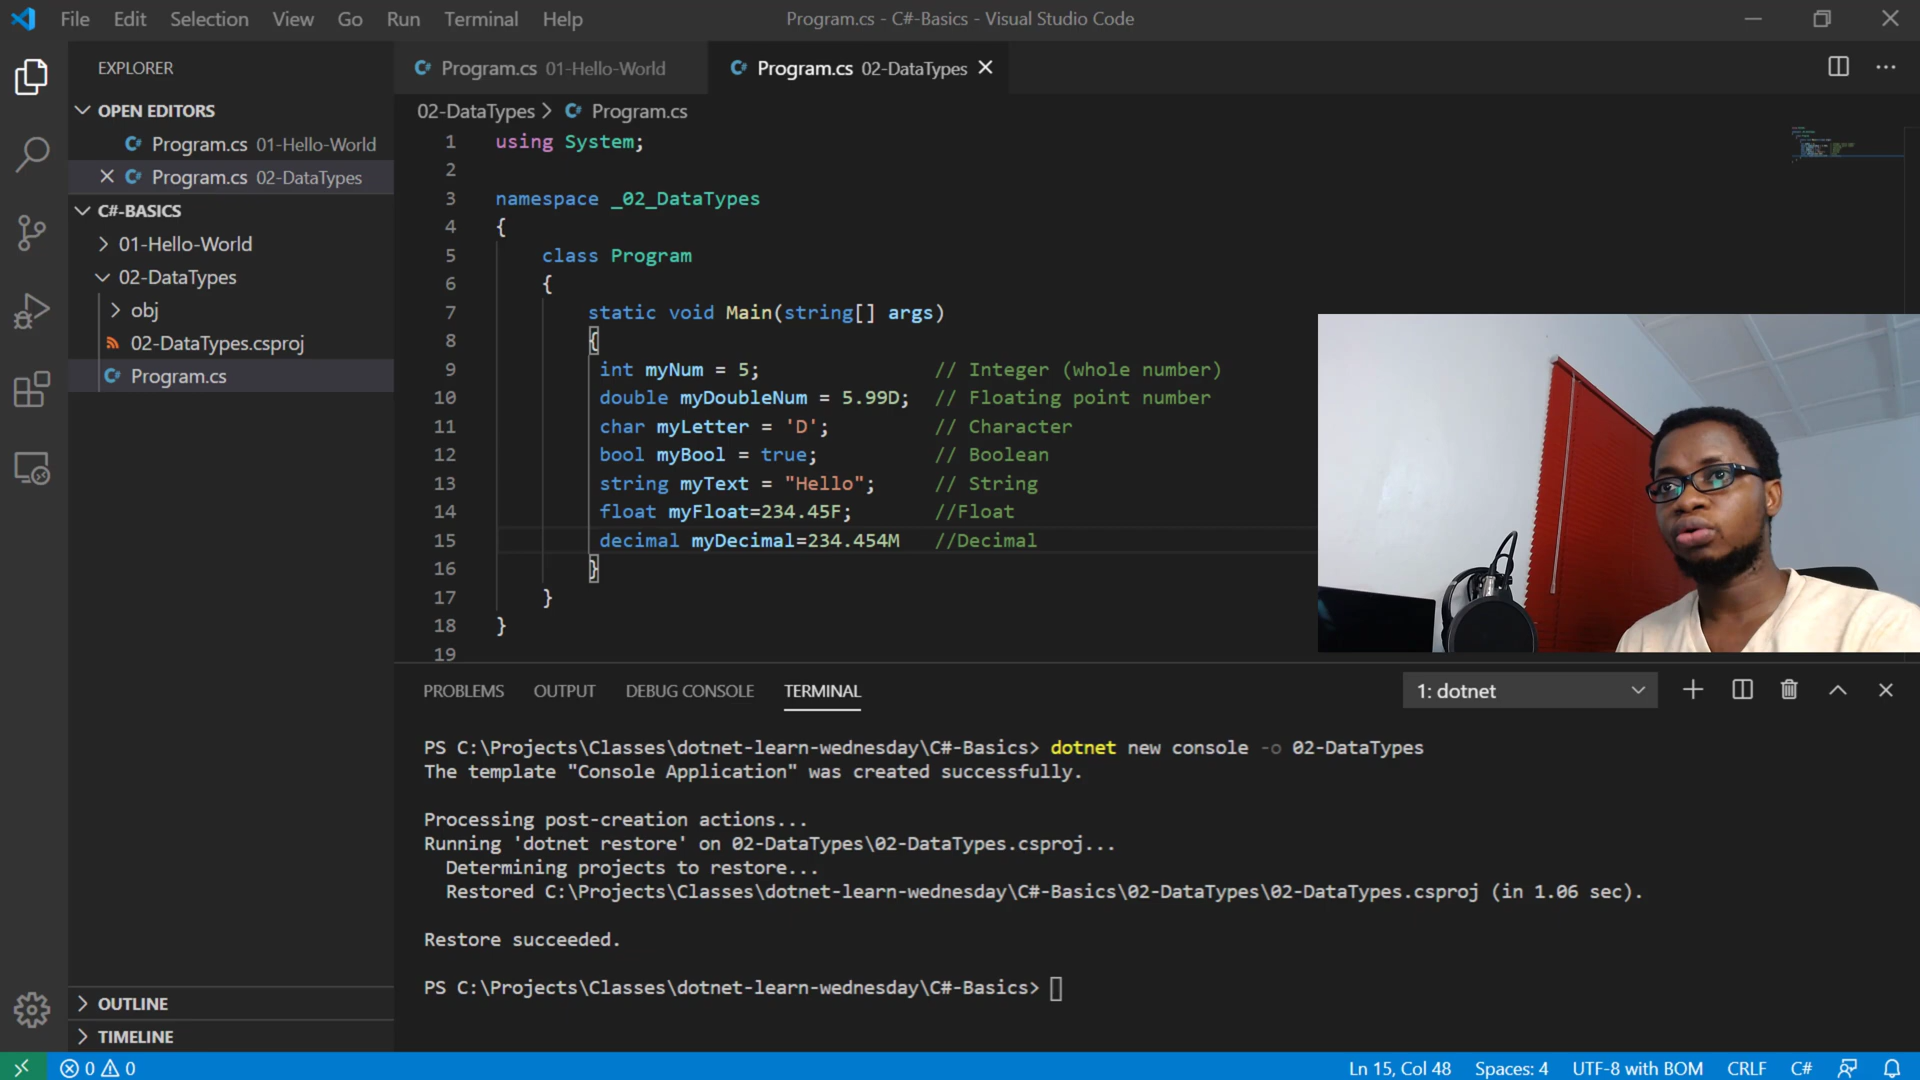 File Edit Selection View Go Run Terminal Help
Program.cs - C#-Basics - Visual Studio Code
EXPLORER
OPEN EDITORS
Program.cs 01-Hello-World
Program.cs 02-DataTypes
C#-BASICS
01-Hello-World
02-DataTypes
obj
02-DataTypes.csproj
Program.cs
OUTLINE
TIMELINE
Program.cs 01-Hello-World
Program.cs 02-DataTypes
02-DataTypes > Program.cs
1 using System;
2
3 namespace _02_DataTypes
4 {
5 class Program
6 {
7 static void Main(string[] args)
8 {
9 int myNum = 5; // Integer (whole number)
10 double myDoubleNum = 5.99D; // Floating point number
11 char myLetter = 'D'; // Character
12 bool myBool = true; // Boolean
13 string myText = "Hello"; // String
14 float myFloat=234.45F; //Float
15 decimal myDecimal=234.454M //Decimal
16 }
17 }
18 }
19
PROBLEMS OUTPUT DEBUG CONSOLE TERMINAL
1: dotnet
PS C:\Projects\Classes\dotnet-learn-wednesday\C#-Basics> dotnet new console -o 02-DataTypes
The template "Console Application" was created successfully.
Processing post-creation actions...
Running 'dotnet restore' on 02-DataTypes\02-DataTypes.csproj...
Determining projects to restore...
Restored C:\Projects\Classes\dotnet-learn-wednesday\C#-Basics\02-DataTypes\02-DataTypes.csproj (in 1.06 sec).
Restore succeeded.
PS C:\Projects\Classes\dotnet-learn-wednesday\C#-Basics>
0 0
Ln 15, Col 48 Spaces: 4 UTF-8 with BOM CRLF C#